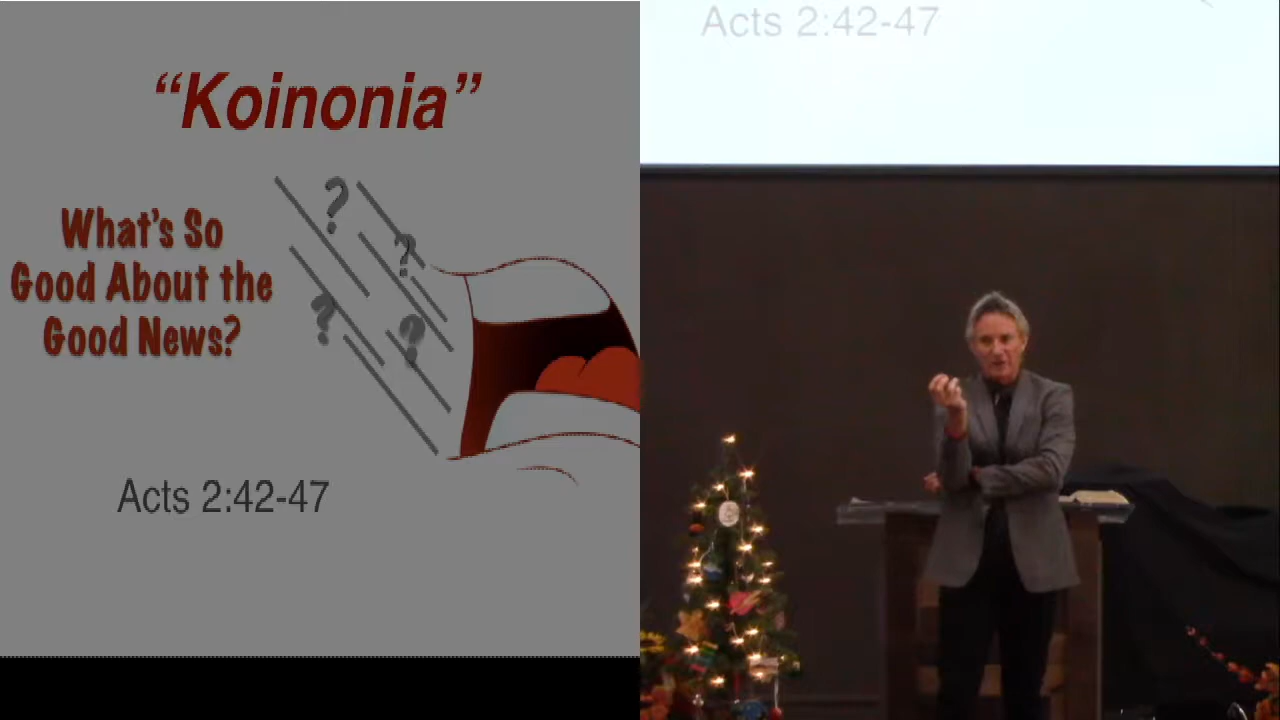 “Koinonia”
What's So
Good About the
Good News?
?
?
?
?
Acts 2:42-47
Acts 2:42-47